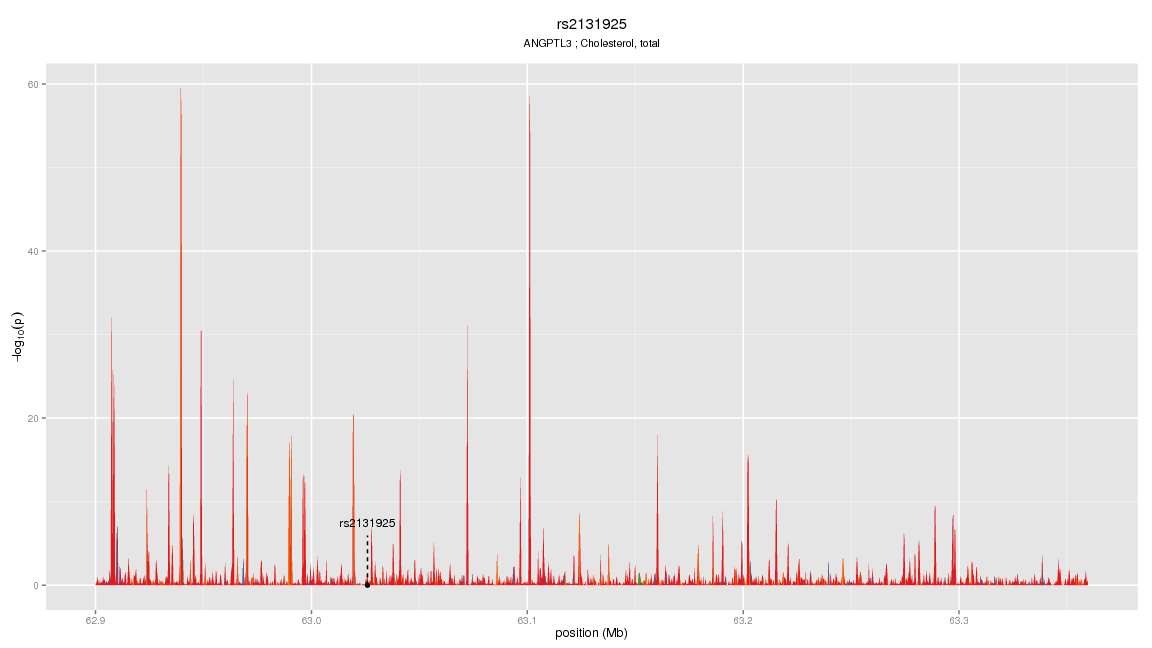 rs2131925
ANGPTL3 ; Cholesterol, total
60
40
20
0
−log10(p)
rs2131925
62.9 63.0 63.1 63.2 63.3
position (Mb)